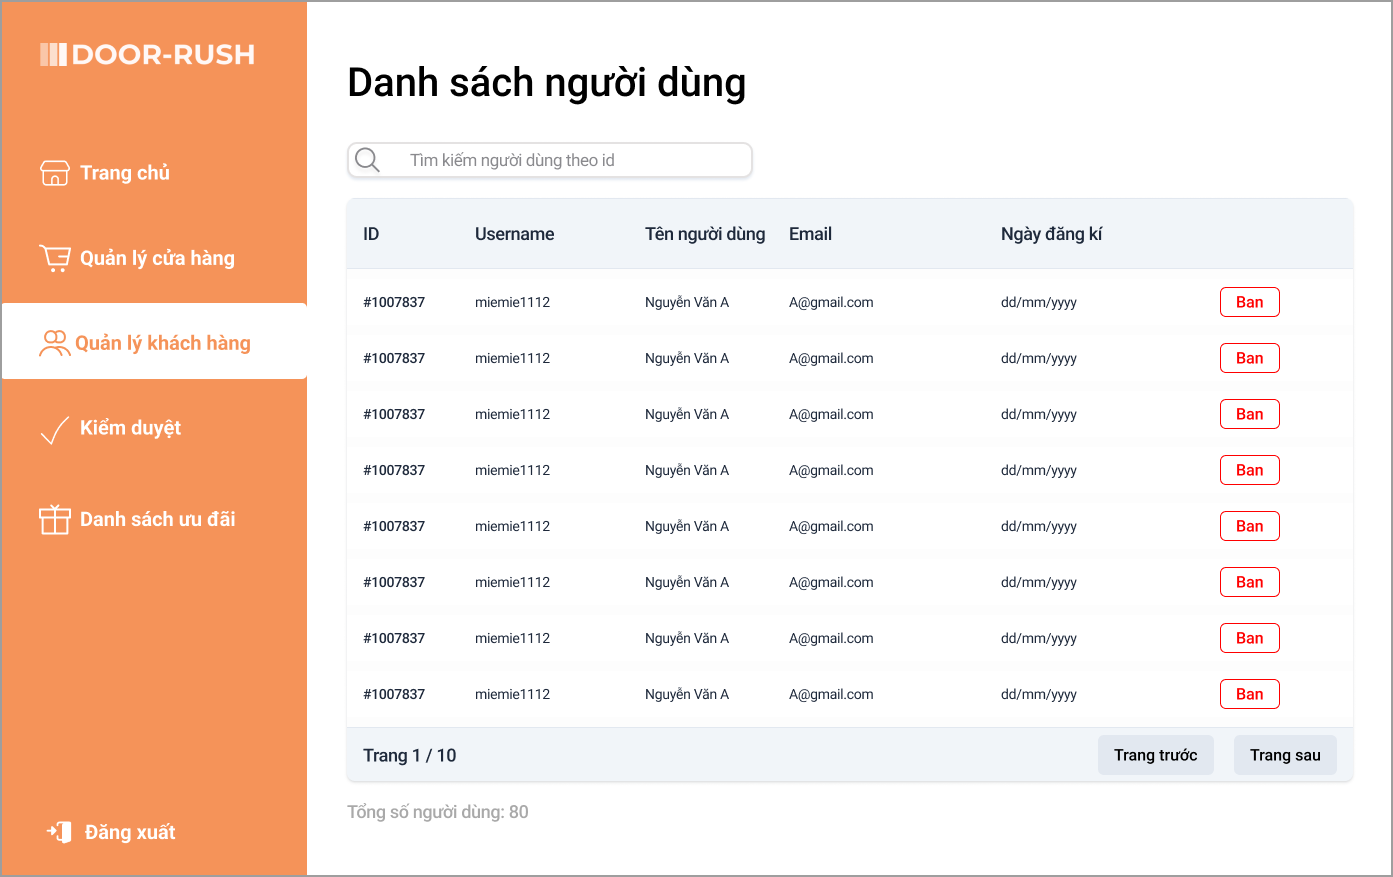 DOOR-RUSH
Trang chủ
Quản lý cửa hàng
Quản lý khách hàng
Kiểm duyệt
Danh sách ưu đãi
Đăng xuất
Danh sách người dùng
Tìm kiếm người dùng theo id
ID Username Tên người dùng Email Ngày đăng kí
#1007837 miemie1112 Nguyễn Văn A A@gmail.com dd/mm/yyyy Ban
#1007837 miemie1112 Nguyễn Văn A A@gmail.com dd/mm/yyyy Ban
#1007837 miemie1112 Nguyễn Văn A A@gmail.com dd/mm/yyyy Ban
#1007837 miemie1112 Nguyễn Văn A A@gmail.com dd/mm/yyyy Ban
#1007837 miemie1112 Nguyễn Văn A A@gmail.com dd/mm/yyyy Ban
#1007837 miemie1112 Nguyễn Văn A A@gmail.com dd/mm/yyyy Ban
#1007837 miemie1112 Nguyễn Văn A A@gmail.com dd/mm/yyyy Ban
#1007837 miemie1112 Nguyễn Văn A A@gmail.com dd/mm/yyyy Ban
Trang 1 / 10 Trang trước Trang sau
Tổng số người dùng: 80